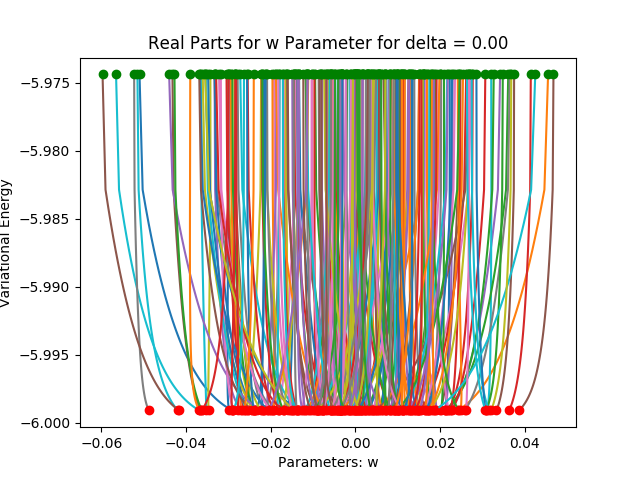 Real Parts for w Parameter for delta = 0.00
Variational Energy
−5.975
−5.980
−5.985
−5.990
−5.995
−6.000
−0.06 −0.04 −0.02 0.00 0.02 0.04
Parameters: w